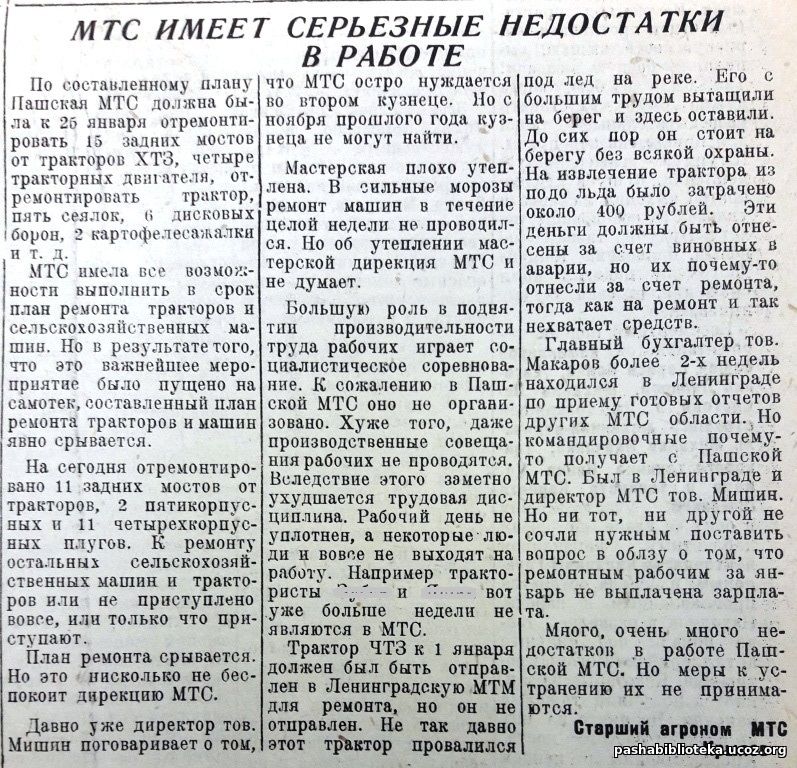 МТС ИМЕЕТ СЕРЬЕЗНЫЕ НЕДОСТАТКИ
В РАБОТЕ
По составленному плану
Пашская МТС должна бы-
ла к 25 января отремонти-
ровать 15 задних мостов
от тракторов ХТЗ, четыре
тракторных двигателя, от-
ремонтировать трактор,
пять сеялок, 6 дисковых
борон, 2 картофелесажалки
и т. д.
МТС имела все возмож-
ности выполнить в срок
план ремонта тракторов и
сельскохозяйственных ма-
шин. Но в результате того,
что это важнейшее меро-
приятие было пущено на
самотек, составленный план
ремонта тракторов и машин
явно срывается.
На сегодня отремонтиро-
вано 11 задних мостов от
тракторов, 2 пятикорпус-
ных и 11 четырехкорпус-
ных плугов. К ремонту
остальных сельскохозяй-
ственных машин и тракто-
ров или не приступлено
вовсе, или только что при-
ступают.
План ремонта срывается.
Но это нисколько не бес-
покоит дирекцию МТС.
Давно уже директор тов.
Мишин поговаривает о том,
что МТС остро нуждается
во втором кузнеце. Но с
ноября прошлого года куз-
неца не могут найти.
Мастерская плохо утеп-
лена. В сильные морозы
ремонт машин в течение
целой недели не проводил-
ся. Но об утеплении мас-
терской дирекция МТС и
не думает.
Большую роль в подня-
тии производительности
труда рабочих играет со-
циалистическое соревнова-
ние. К сожалению в Паш-
ской МТС оно не органи-
зовано. Хуже того, даже
производственные совеща-
ния рабочих не проводятся.
Вследствие этого заметно
ухудшается трудовая дис-
циплина. Рабочий день не
уплотнен, а некоторые лю-
ди и вовсе не выходят на
работу. Например тракто-
ристы и вот
уже больше недели не
являются в МТС.
Трактор ЧТЗ к 1 января
должен был быть отправ-
лен в Ленинградскую МТМ
для ремонта, но он не
отправлен. Не так давно
этот трактор провалился
под лед на реке. Его с
большим трудом вытащили
на берег и здесь оставили.
До сих пор он стоит на
берегу без всякой охраны.
На извлечение трактора из
подо льда было затрачено
около 400 рублей. Эти
деньги должны быть отне-
сены за счет виновных в
аварии, но их почему-то
отнесли за счет ремонта,
тогда как на ремонт и так
нехватает средств.
Главный бухгалтер тов.
Макаров более 2-х недель
находился в Ленинграде
по приему готовых отчетов
других МТС области. Но
командировочные почему-
то получает с Пашской
МТС. Был в Ленинграде и
директор МТС тов. Мишин.
Но ни тот, ни другой не
сочли нужным поставить
вопрос в облзу о том, что
ремонтным рабочим за ян-
варь не выплачена зарпла-
та.
Много, очень много не-
достатков в работе Паш-
ской МТС. Но меры к ус-
транению их не принима-
ются.
Старший агроном МТС
pashabiblioteka.ucoz.org